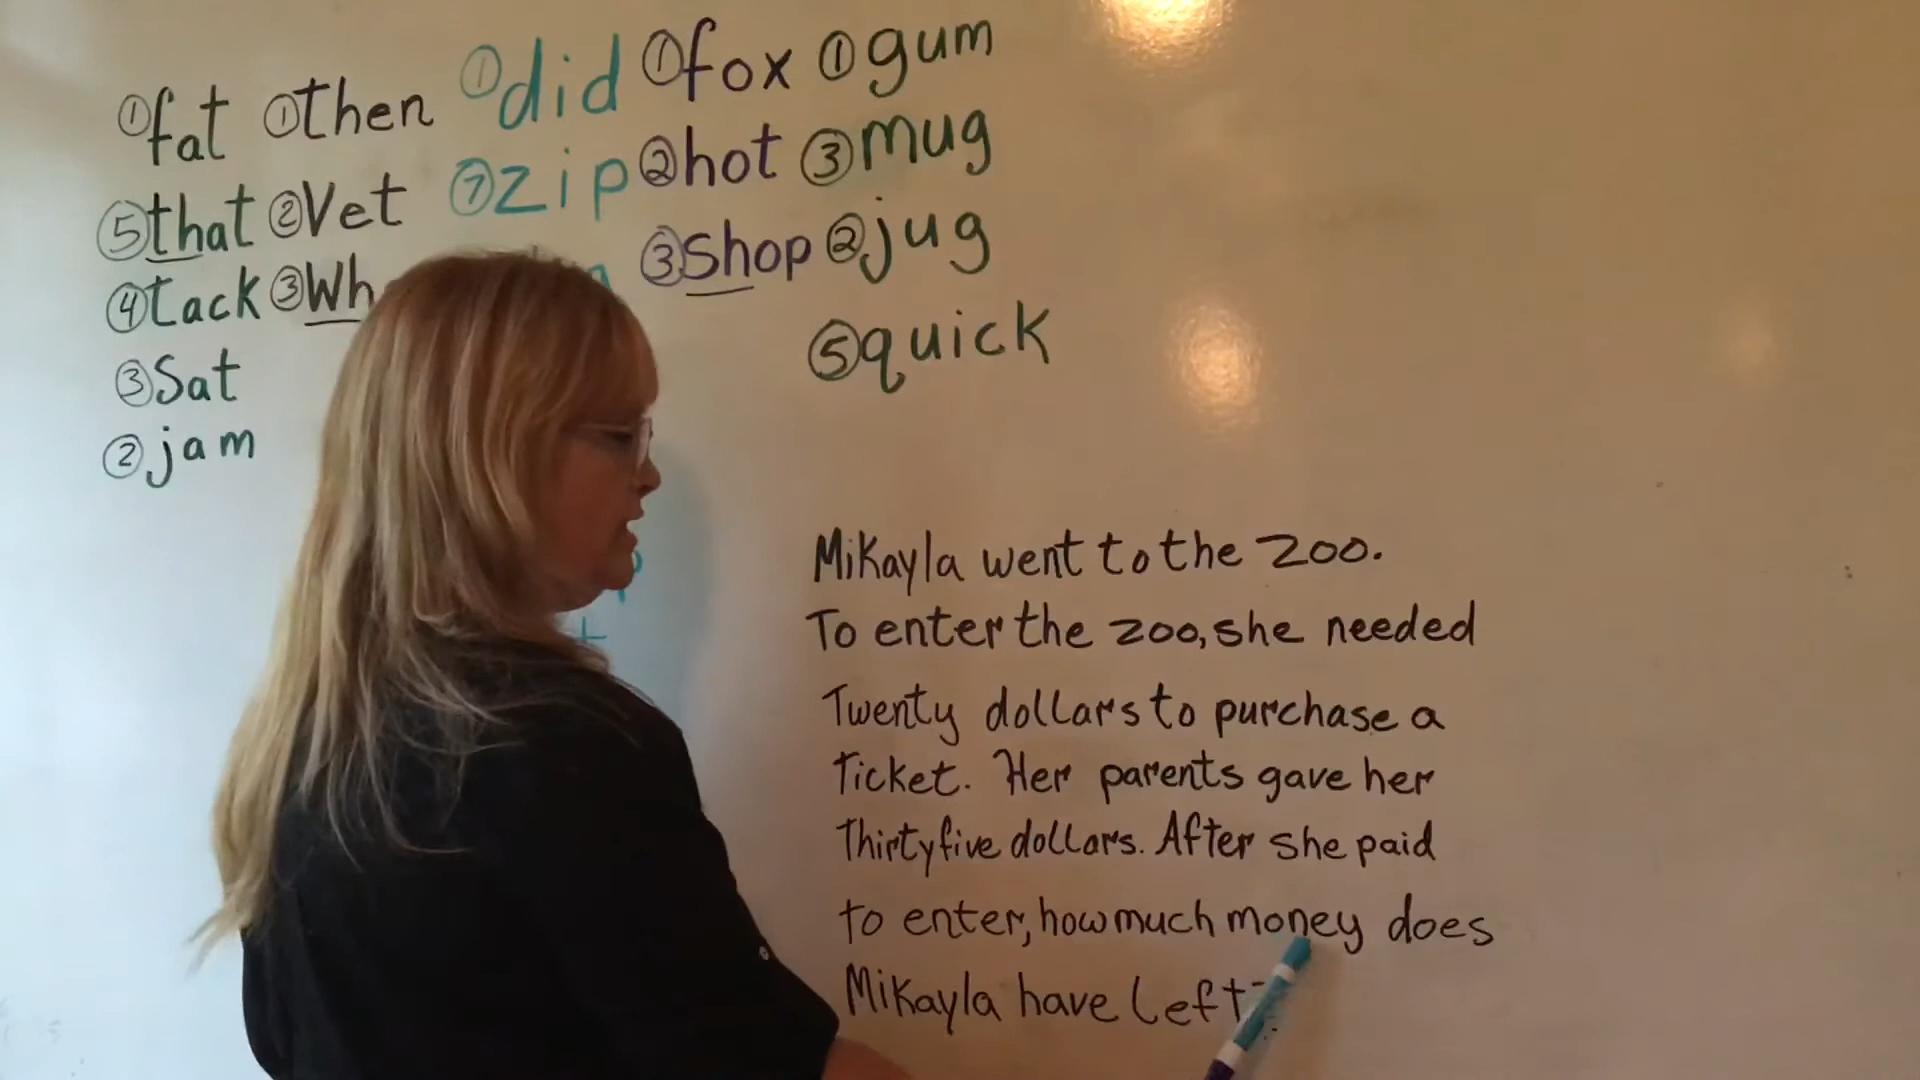 ①fat ①then ①did ①fox ①gum
⑤that ②Vet ⑦zip ②hot ③mug
④tack ③Wh ③Shop ②jug
③Sat ⑤quick
②jam
Mikayla went to the zoo.
To enter the zoo, she needed
Twenty dollars to purchase a
Ticket. Her parents gave her
Thirtyfive dollars. After she paid
to enter, how much money does
Mikayla have left